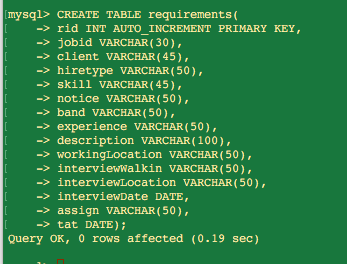 mysql> CREATE TABLE requirements(
-> rid INT AUTO_INCREMENT PRIMARY KEY,
-> jobid VARCHAR(30),
-> client VARCHAR(45),
-> hiretype VARCHAR(50),
-> skill VARCHAR(45),
-> notice VARCHAR(50),
-> band VARCHAR(50),
-> experience VARCHAR(50),
-> description VARCHAR(100),
-> workingLocation VARCHAR(50),
-> interviewWalkin VARCHAR(50),
-> interviewLocation VARCHAR(50),
-> interviewDate DATE,
-> assign VARCHAR(50),
-> tat DATE);
Query OK, 0 rows affected (0.19 sec)